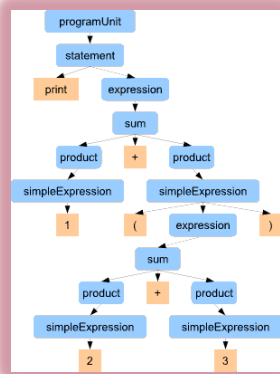 programUnit
statement
print expression
sum
product + product
simpleExpression simpleExpression
1 ( expression )
sum
product + product
simpleExpression simpleExpression
2 3